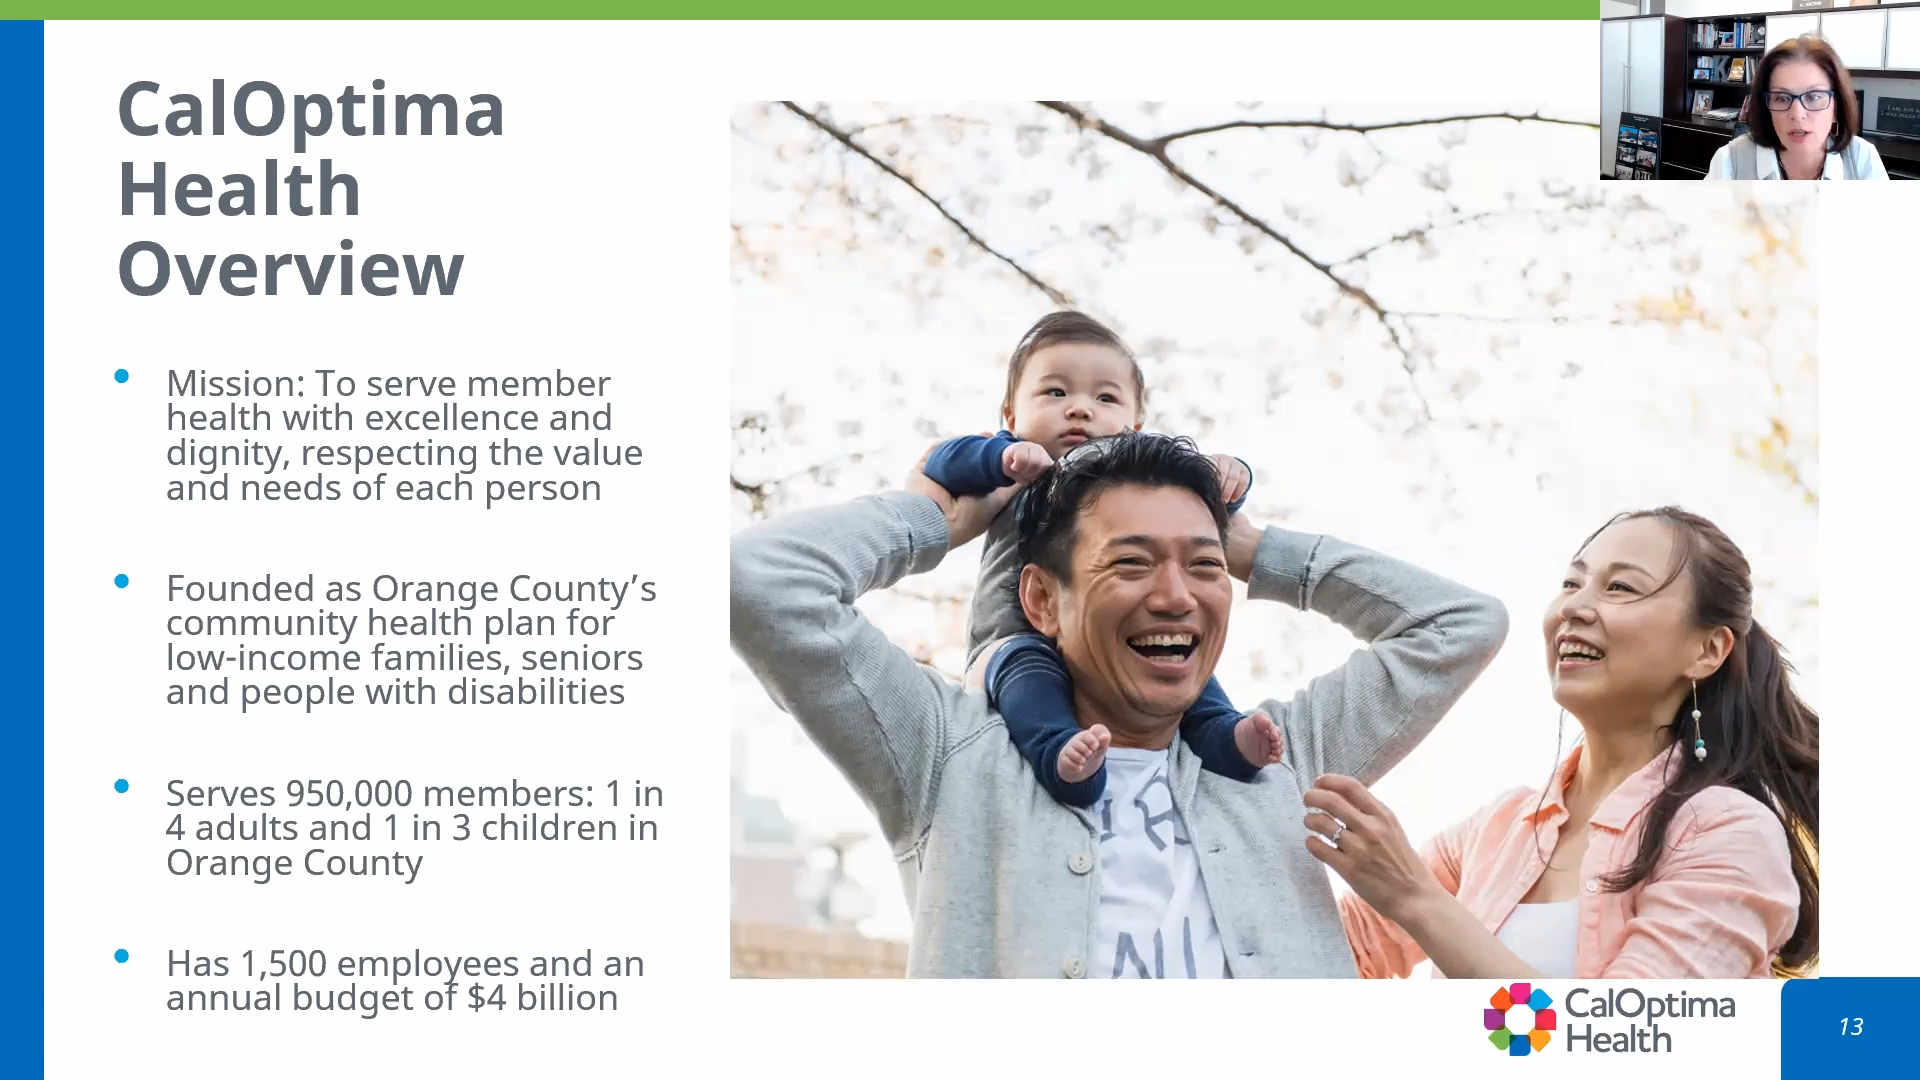 CalOptima
Health
Overview
• Mission: To serve member
health with excellence and
dignity, respecting the value
and needs of each person
• Founded as Orange County’s
community health plan for
low-income families, seniors
and people with disabilities
• Serves 950,000 members: 1 in
4 adults and 1 in 3 children in
Orange County
• Has 1,500 employees and an
annual budget of $4 billion
CalOptima
Health
13